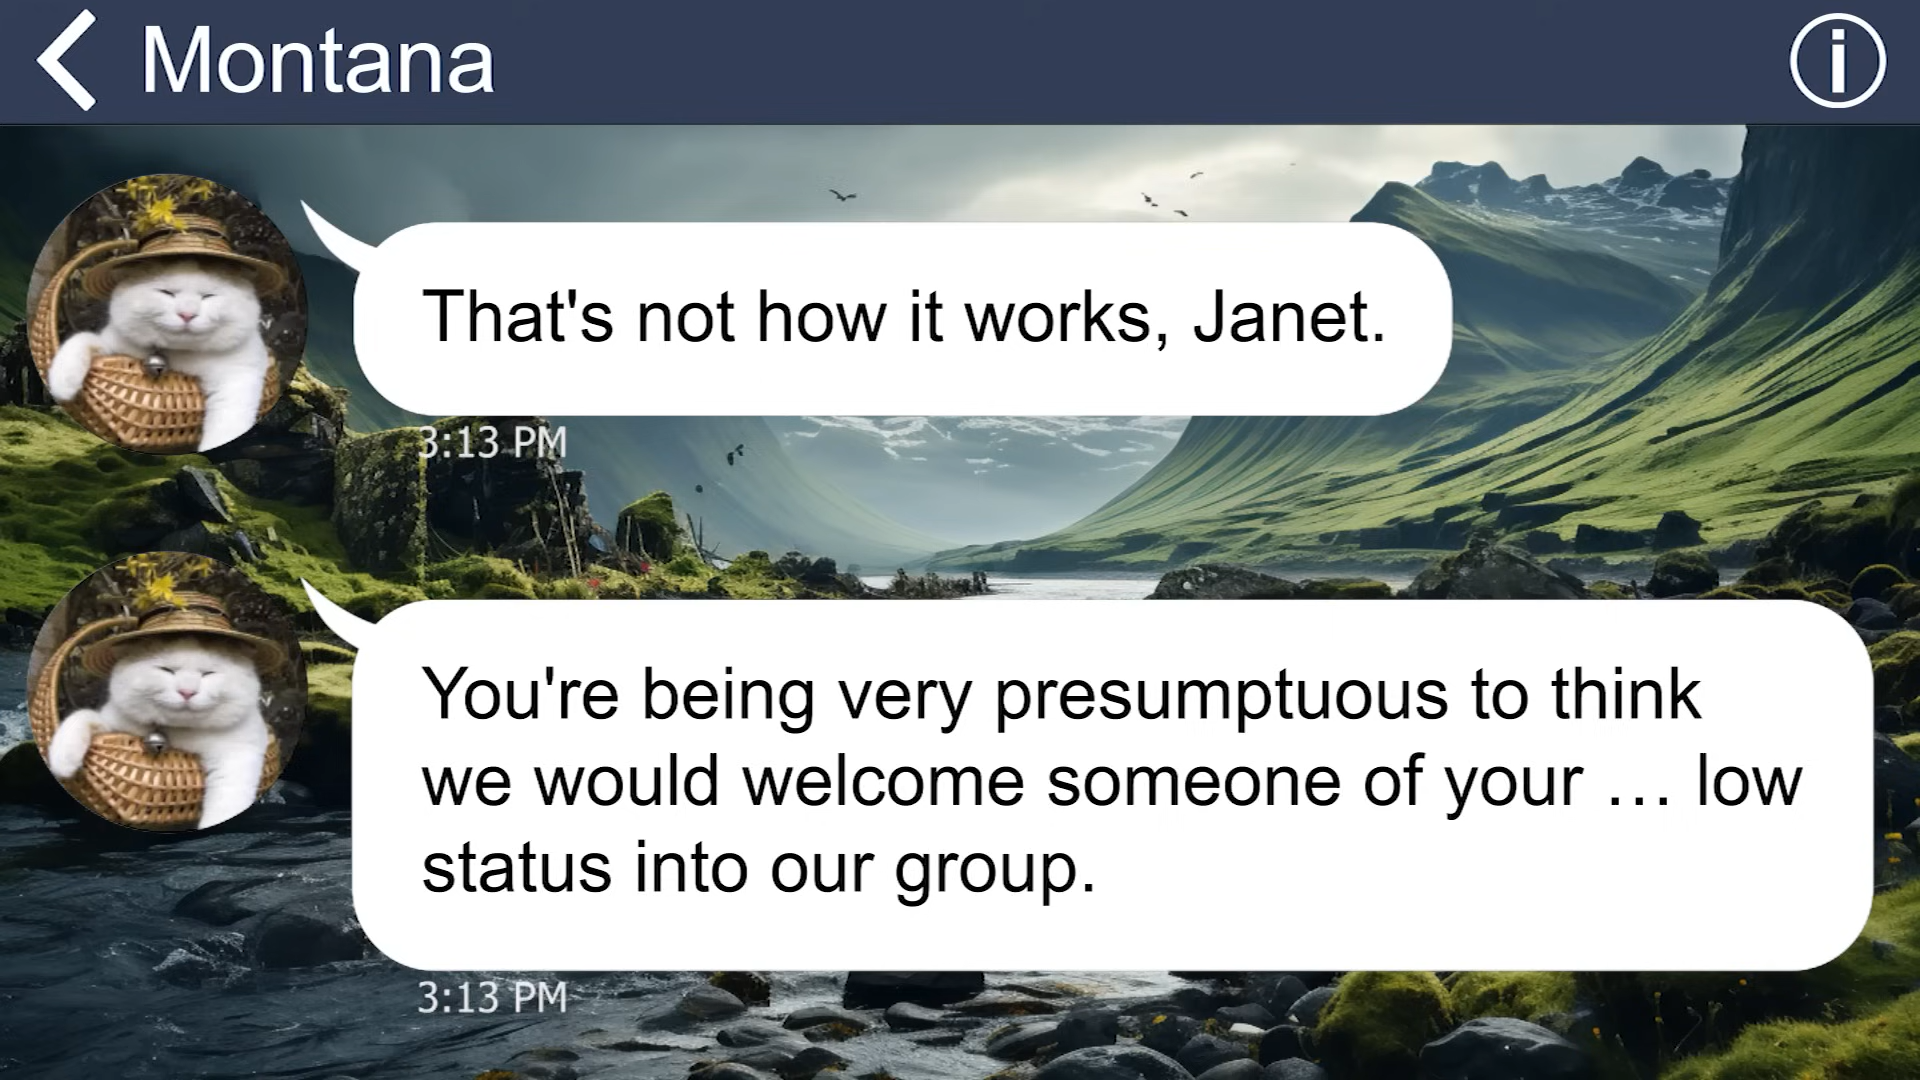 Montana
That's not how it works, Janet.
3:13 PM
You're being very presumptuous to think
we would welcome someone of your … low
status into our group.
3:13 PM